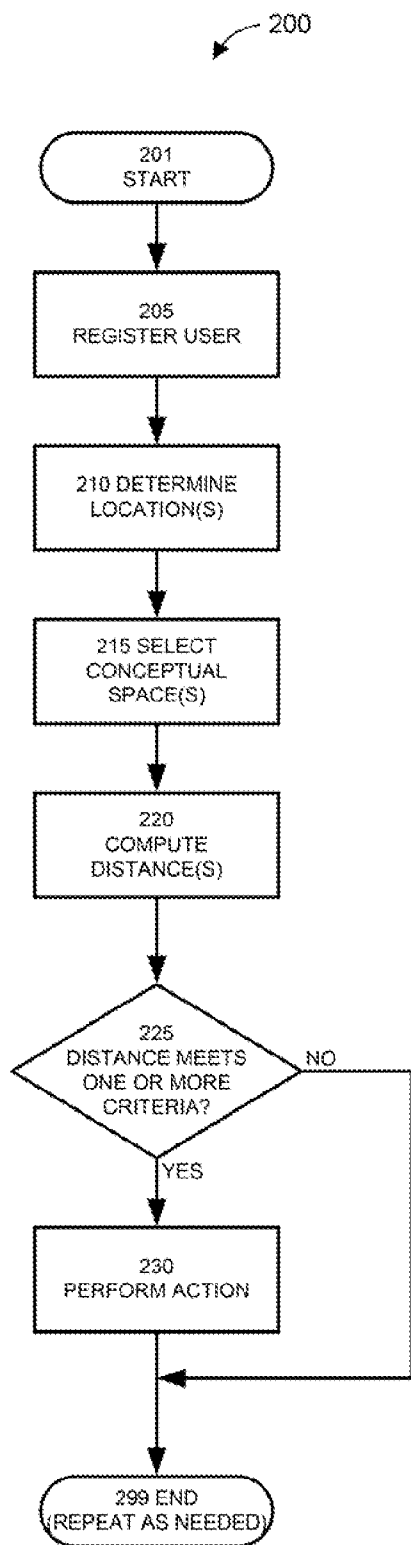 200
201
START
205
REGISTER USER
210 DETERMINE
LOCATION(S)
215 SELECT
CONCEPTUAL
SPACE(S)
220
COMPUTE
DISTANCE(S)
225
DISTANCE MEETS
ONE OR MORE
CRITERIA?
NO
YES
230
PERFORM ACTION
299 END
(REPEAT AS NEEDED)